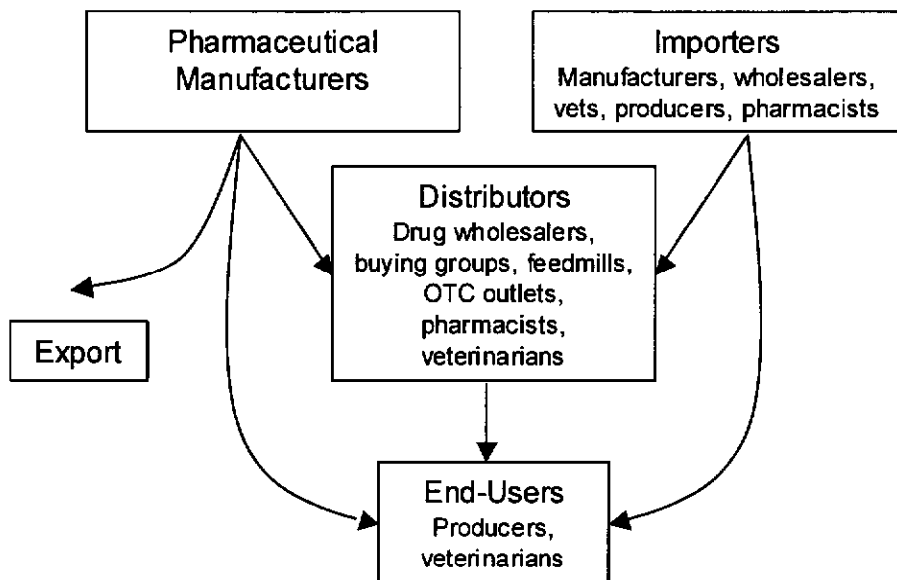 Pharmaceutical
Manufacturers
Importers
Manufacturers, wholesalers,
vets, producers, pharmacists
Distributors
Drug wholesalers,
buying groups, feedmills,
OTC outlets,
pharmacists,
veterinarians
Export
End-Users
Producers,
veterinarians